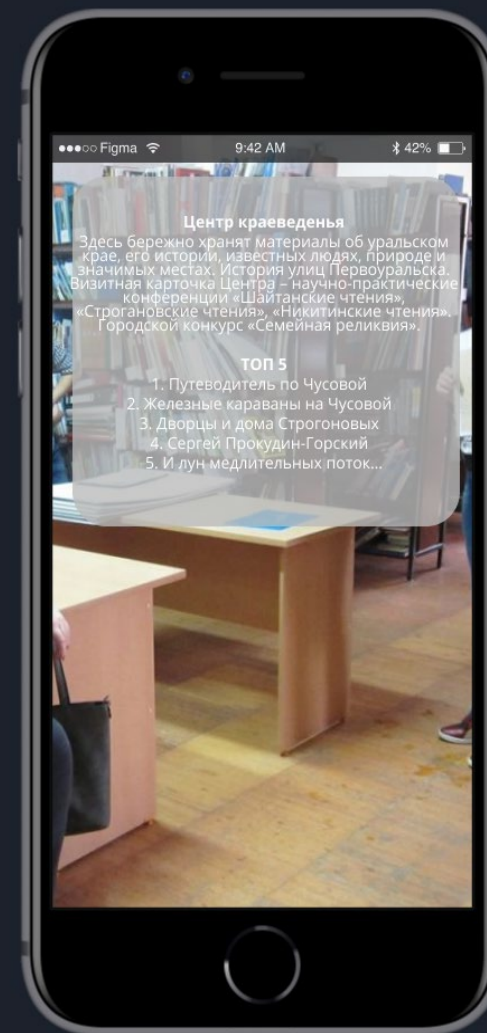 Figma 9:42 AM 42%
Центр краеведенья
Здесь бережно хранят материалы об уральском
крае, его истории, известных людях, природе и
значимых местах. История улиц Первоуральска.
Визитная карточка Центра – научно-практические
конференции «Шайтанские чтения»,
«Строгановские чтения», «Никитинские чтения».
Городской конкурс «Семейная реликвия».
ТОП 5
1. Путеводитель по Чусовой
2. Железные караваны на Чусовой
3. Дворцы и дома Строгоновых
4. Сергей Прокудин-Горский
5. И лун медлительных поток...